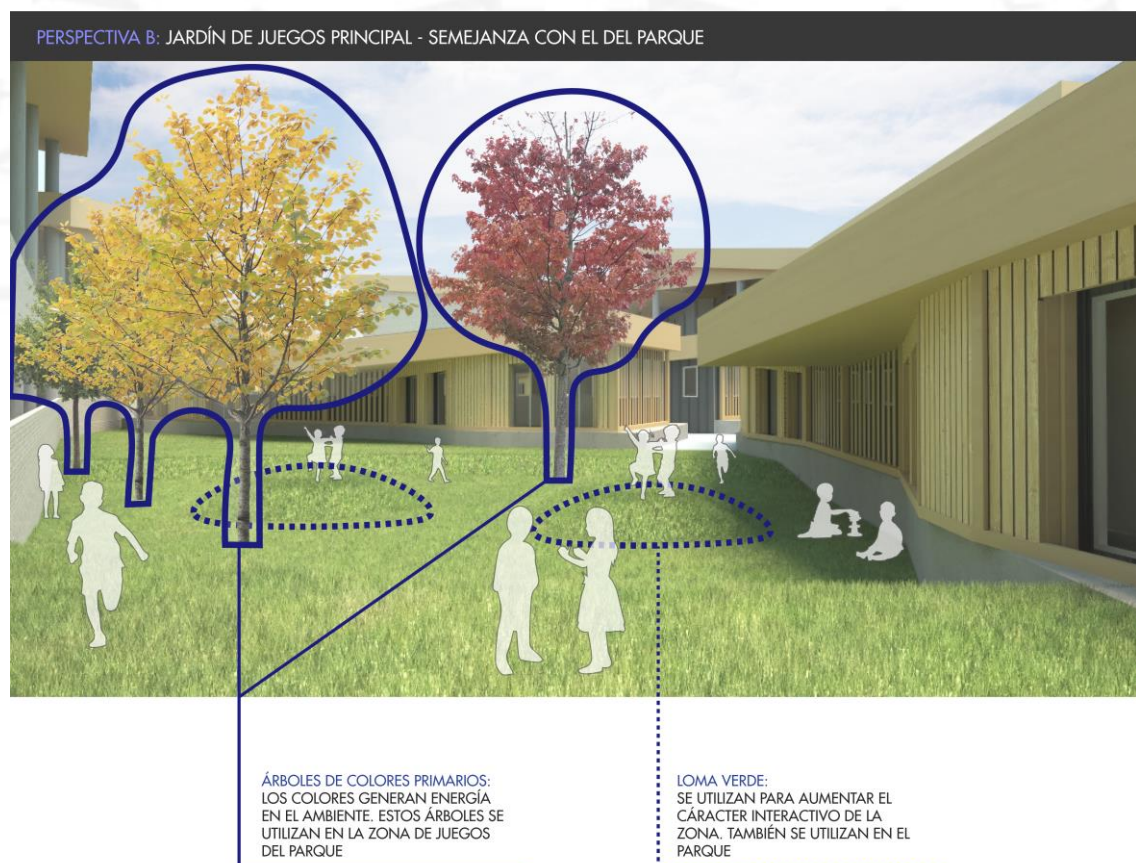 PERSPECTIVA B: JARDÍN DE JUEGOS PRINCIPAL - SEMEJANZA CON EL DEL PARQUE
ÁRBOLES DE COLORES PRIMARIOS:
LOS COLORES GENERAN ENERGÍA
EN EL AMBIENTE. ESTOS ÁRBOLES SE
UTILIZAN EN LA ZONA DE JUEGOS
DEL PARQUE
LOMA VERDE:
SE UTILIZAN PARA AUMENTAR EL
CÁRACTER INTERACTIVO DE LA
ZONA. TAMBIÉN SE UTILIZAN EN EL
PARQUE